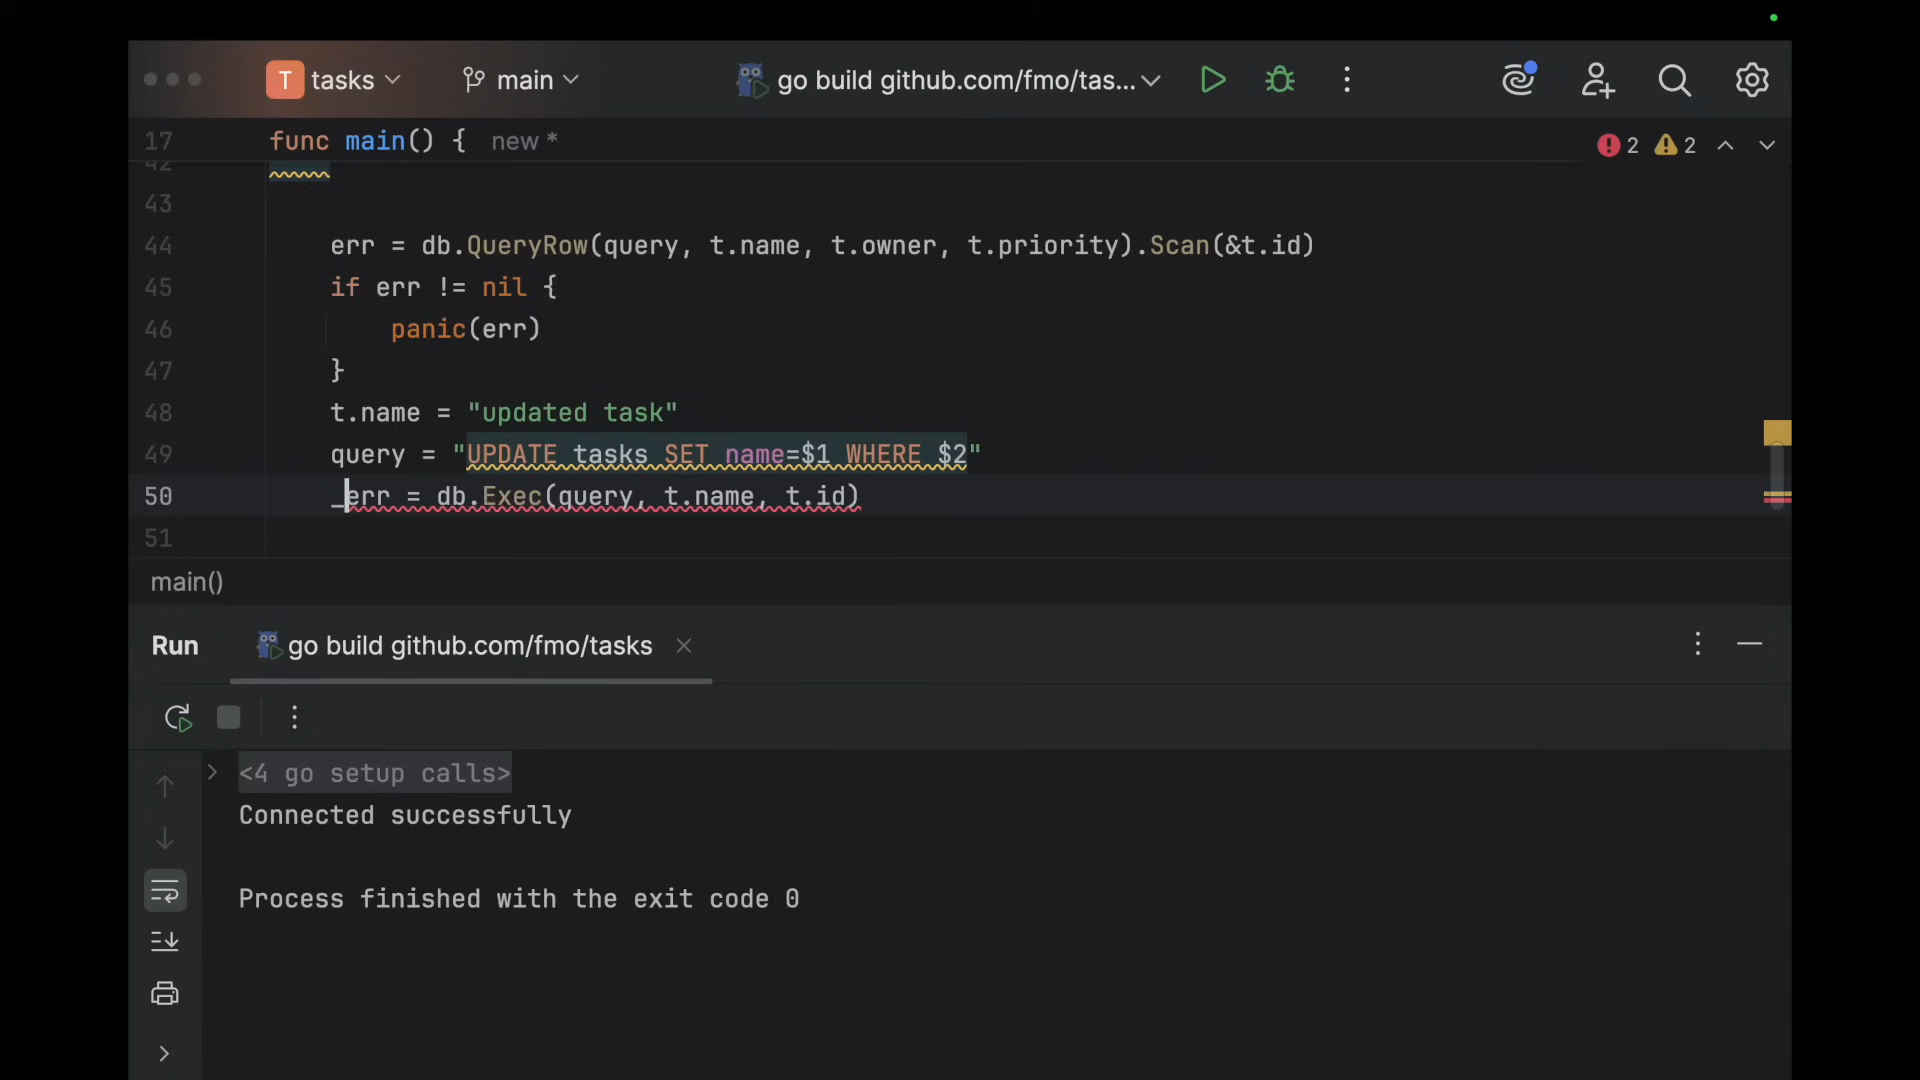 T tasks main go build github.com/fmo/tas...
17 func main() { new * 2 2
42
43
44 err = db.QueryRow(query, t.name, t.owner, t.priority).Scan(&t.id)
45 if err != nil {
46 panic(err)
47 }
48 t.name = "updated task"
49 query = "UPDATE tasks SET name=$1 WHERE $2"
50 _err = db.Exec(query, t.name, t.id)
51
main()
Run go build github.com/fmo/tasks
<4 go setup calls>
Connected successfully
Process finished with the exit code 0